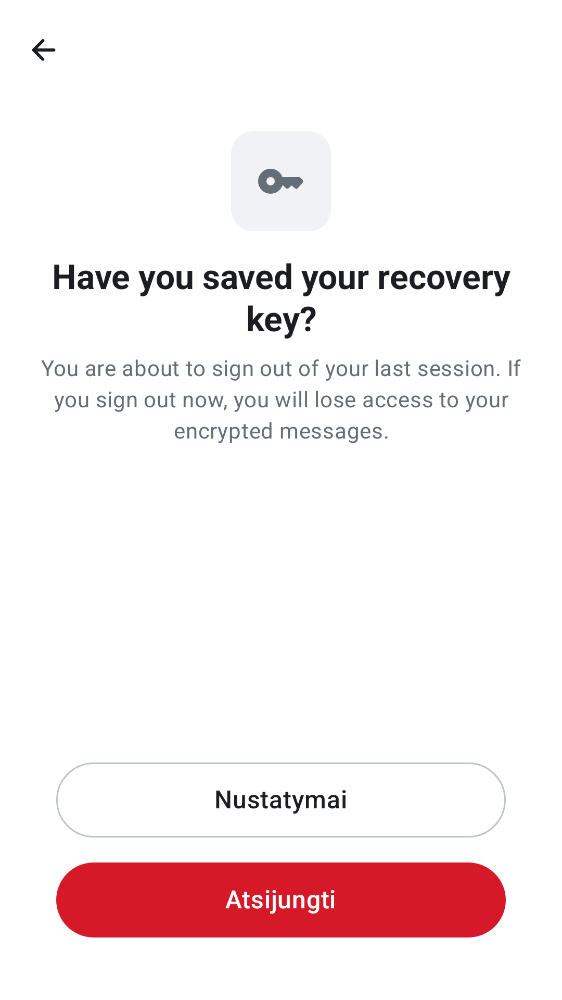 Have you saved your recovery
key?
You are about to sign out of your last session. If
you sign out now, you will lose access to your
encrypted messages.
Nustatymai
Atsijungti